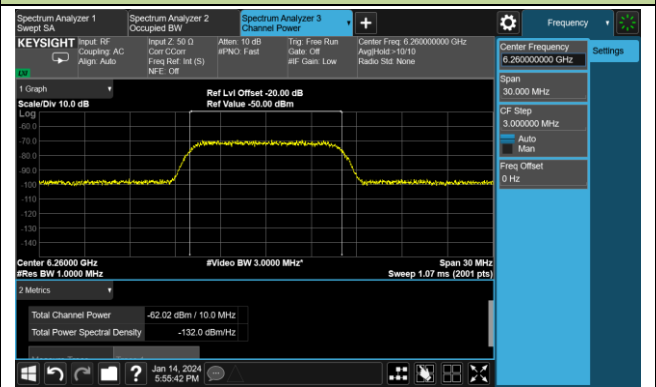 Spectrum Analyzer 1
Swept SA
Spectrum Analyzer 2
Occupied BW
Spectrum Analyzer 3
Channel Power
Frequency
KEYSIGHT
Input: RF
Coupling: AC
Align: Auto
Input Z: 50 Ω
Corr CCorr
Freq Ref: Int (S)
NFE: Off
Atten: 10 dB
#PNO: Fast
Trig: Free Run
Gate: Off
#IF Gain: Low
Center Freq: 6.260000000 GHz
Avg|Hold:>10/10
Radio Std: None
Center Frequency
6.260000000 GHz
Settings
Span
30.000 MHz
CF Step
3.000000 MHz
Auto
Man
Freq Offset
0 Hz
1 Graph
Scale/Div 10.0 dB
Ref Lvl Offset -20.00 dB
Ref Value -50.00 dBm
Log
-60.0
-70.0
-80.0
-90.0
-100
-110
-120
-130
-140
Center 6.26000 GHz
#Video BW 3.0000 MHz*
Span 30 MHz
#Res BW 1.0000 MHz
Sweep 1.07 ms (2001 pts)
2 Metrics
Total Channel Power
-62.02 dBm / 10.0 MHz
Total Power Spectral Density
-132.0 dBm/Hz
Jan 14, 2024
5:55:42 PM